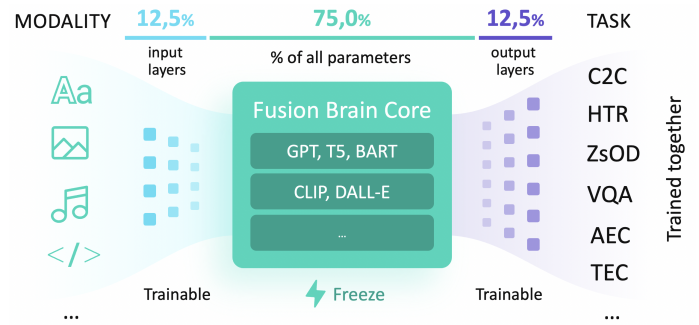 MODALITY
12,5%
75,0%
12,5%
TASK
input
layers
% of all parameters
output
layers
Aa
</>
...
Fusion Brain Core
GPT, T5, BART
CLIP, DALL-E
...
Trainable
Freeze
Trainable
C2C
HTR
ZsOD
VQA
AEC
TEC
...
Trained together